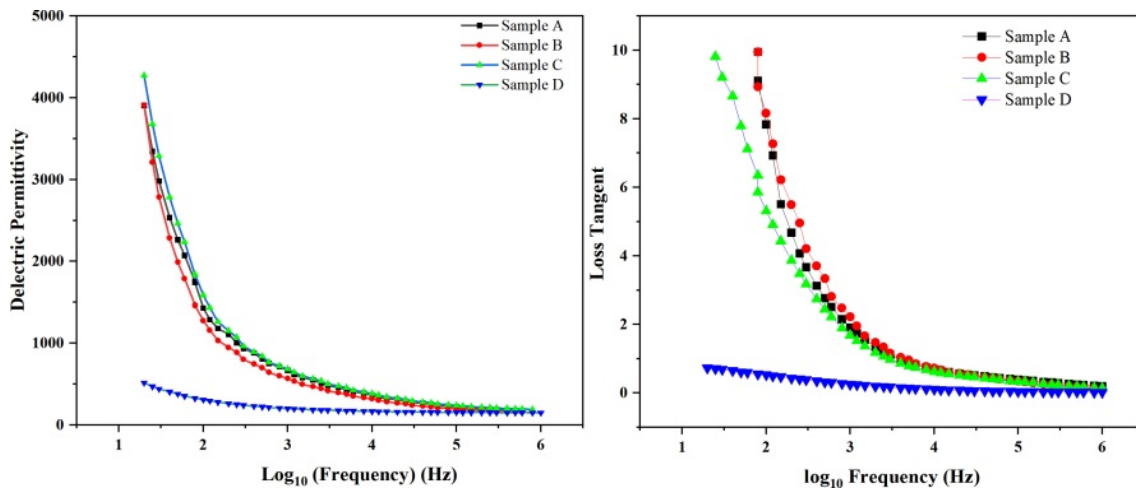 5000
4000
3000
2000
1000
0
1 2 3 4 5 6
Delectric Permittivity
Log10 (Frequency) (Hz)
Sample A
Sample B
Sample C
Sample D
10
8
6
4
2
0
1 2 3 4 5 6
Loss Tangent
log10 Frequency (Hz)
Sample A
Sample B
Sample C
Sample D